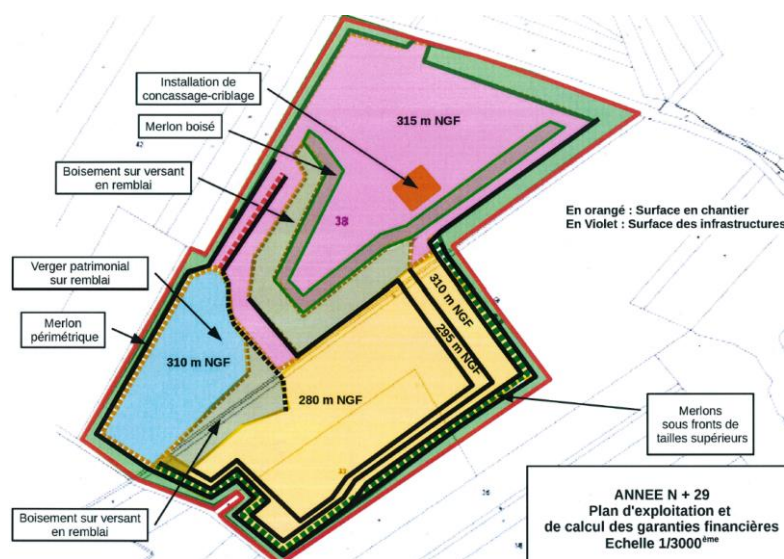 Installation de
concassage-criblage
Merlon boisé
Boisement sur versant
en remblai
315 m NGF
38
En orangé : Surface en chantier
En Violet : Surface des infrastructures
Verger patrimonial
sur remblai
Merlon
périmétrique
310 m NGF
310 m NGF
295 m NGF
280 m NGF
Merlons
sous fronts de
tailles supérieurs
Boisement sur versant
en remblai
ANNEE N + 29
Plan d'exploitation et
de calcul des garanties financières
Echelle 1/3000ème